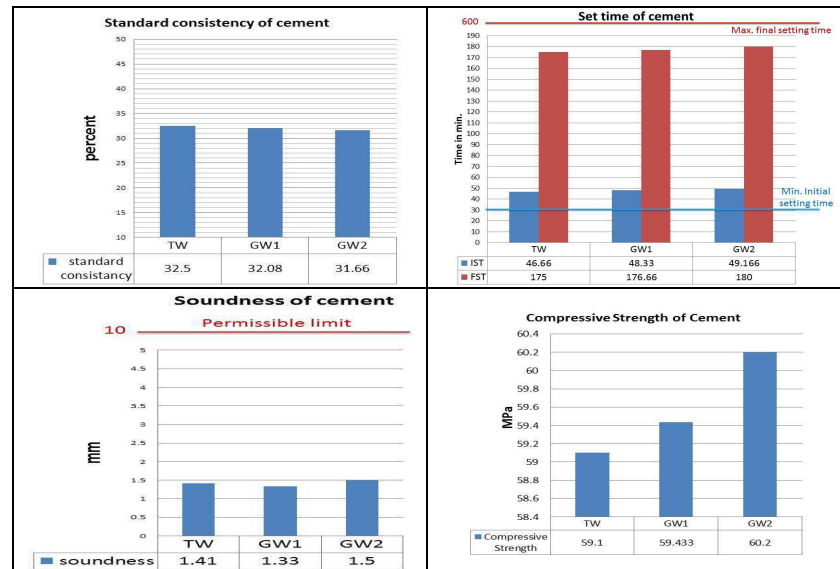 Standard consistency of cement
50
45
40
35
30
25
20
15
10
percent
TW GW1 GW2
standard consistancy 32.5 32.08 31.66
Set time of cement
600
Max. final setting time
190
180
170
160
150
140
130
120
110
100
90
80
70
60
50
40
30
20
10
0
Time in min.
Min. Initial
setting time
TW GW1 GW2
IST 46.66 48.33 49.166
FST 175 176.66 180
Soundness of cement
10 Permissible limit
5
4.5
4
3.5
3
2.5
2
1.5
1
0.5
0
mm
TW GW1 GW2
soundness 1.41 1.33 1.5
Compressive Strength of Cement
60.4
60.2
60
59.8
59.6
59.4
59.2
59
58.8
58.6
58.4
MPa
TW GW1 GW2
Compressive Strength 59.1 59.433 60.2